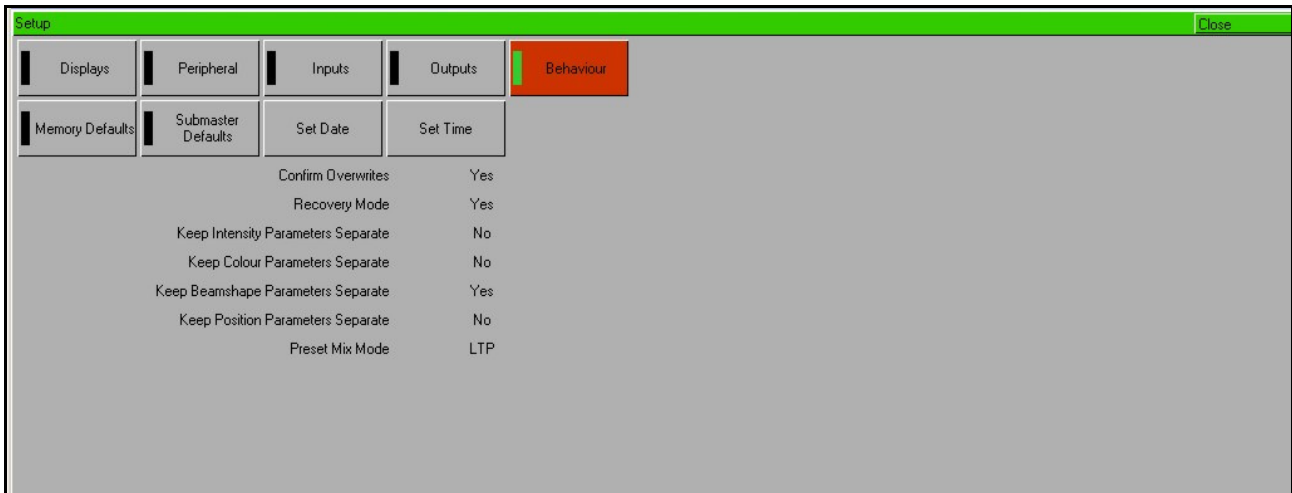 Setup Close
Displays Peripheral Inputs Outputs Behaviour
Memory Defaults Submaster Defaults Set Date Set Time
Confirm Overwrites Yes
Recovery Mode Yes
Keep Intensity Parameters Separate No
Keep Colour Parameters Separate No
Keep Beamshape Parameters Separate Yes
Keep Position Parameters Separate No
Preset Mix Mode LTP